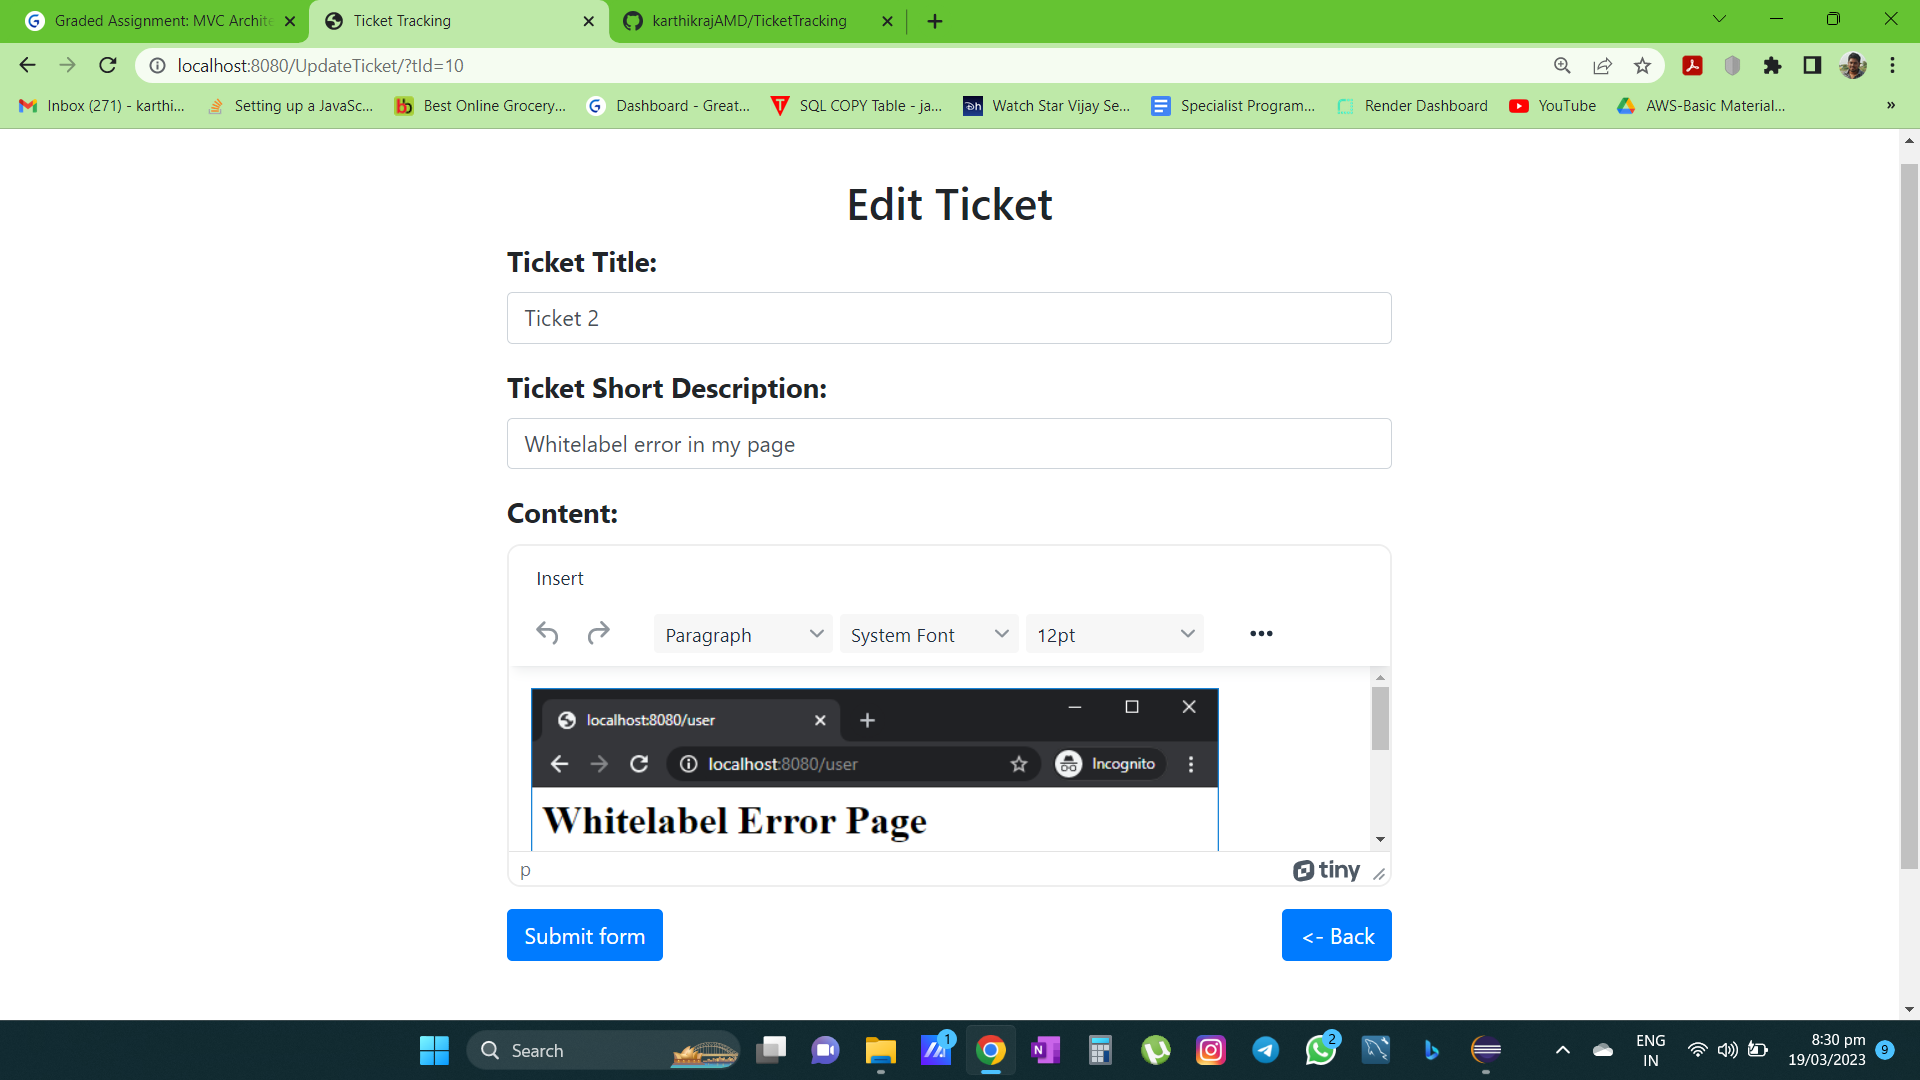 Graded Assignment: MVC Archite
Ticket Tracking
karthikrajAMD/TicketTracking
localhost:8080/UpdateTicket/?tId=10
Inbox (271) - karthi...
Setting up a JavaSc...
bb
Best Online Grocery...
Dashboard - Great...
SQL COPY Table - ja...
Watch Star Vijay Se...
Specialist Program...
Render Dashboard
YouTube
AWS-Basic Material...
»
Edit Ticket
Ticket Title:
Ticket 2
Ticket Short Description:
Whitelabel error in my page
Content:
Insert
Paragraph
System Font
12pt
localhost:8080/user
localhost:8080/user
Incognito
Whitelabel Error Page
p
tiny
Submit form
<- Back
Search
1
2
ENG
IN
8:30 pm
19/03/2023
9